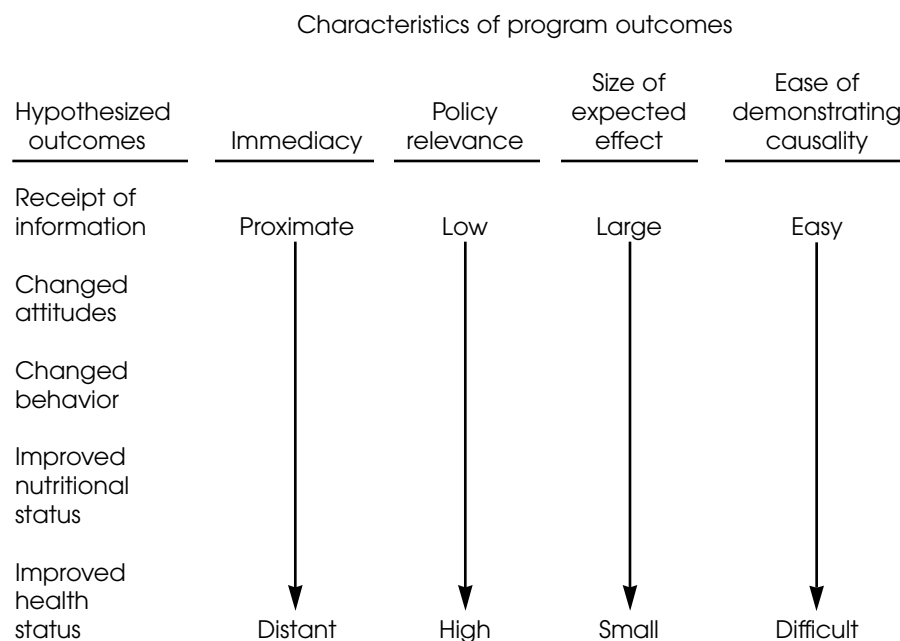 Characteristics of program outcomes
Hypothesized
outcomes
Immediacy
Policy
relevance
Size of
expected
effect
Ease of
demonstrating
causality
Receipt of
information
Proximate
Low
Large
Easy
Changed
attitudes
Changed
behavior
Improved
nutritional
status
Improved
health
status
Distant
High
Small
Difficult